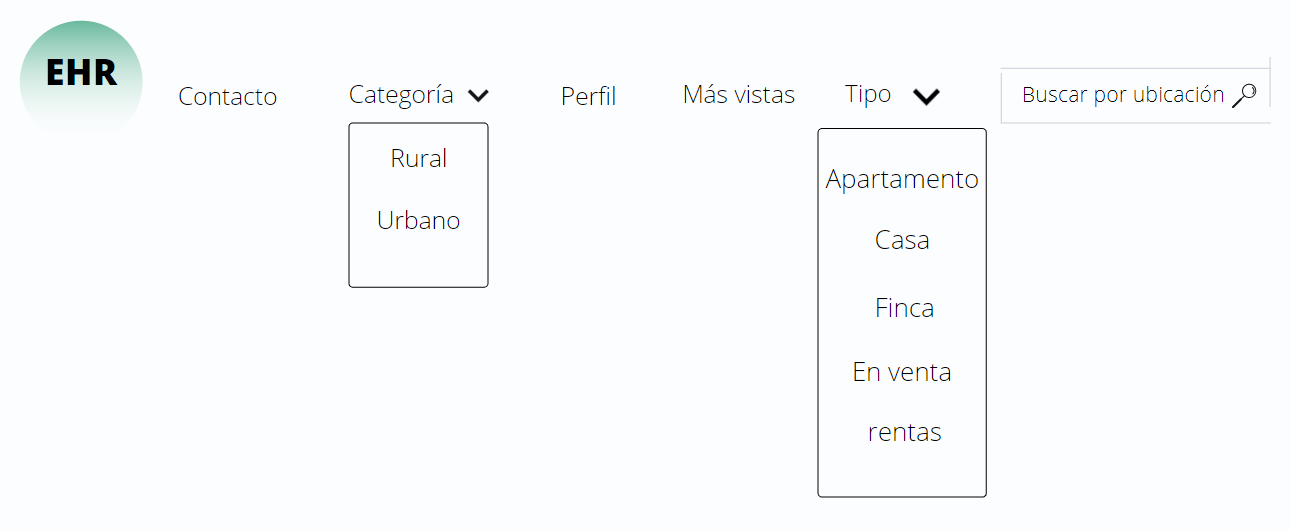 EHR
Contacto
Categoría
Perfil
Más vistas
Tipo
Buscar por ubicación
Rural
Urbano
Apartamento
Casa
Finca
En venta
rentas